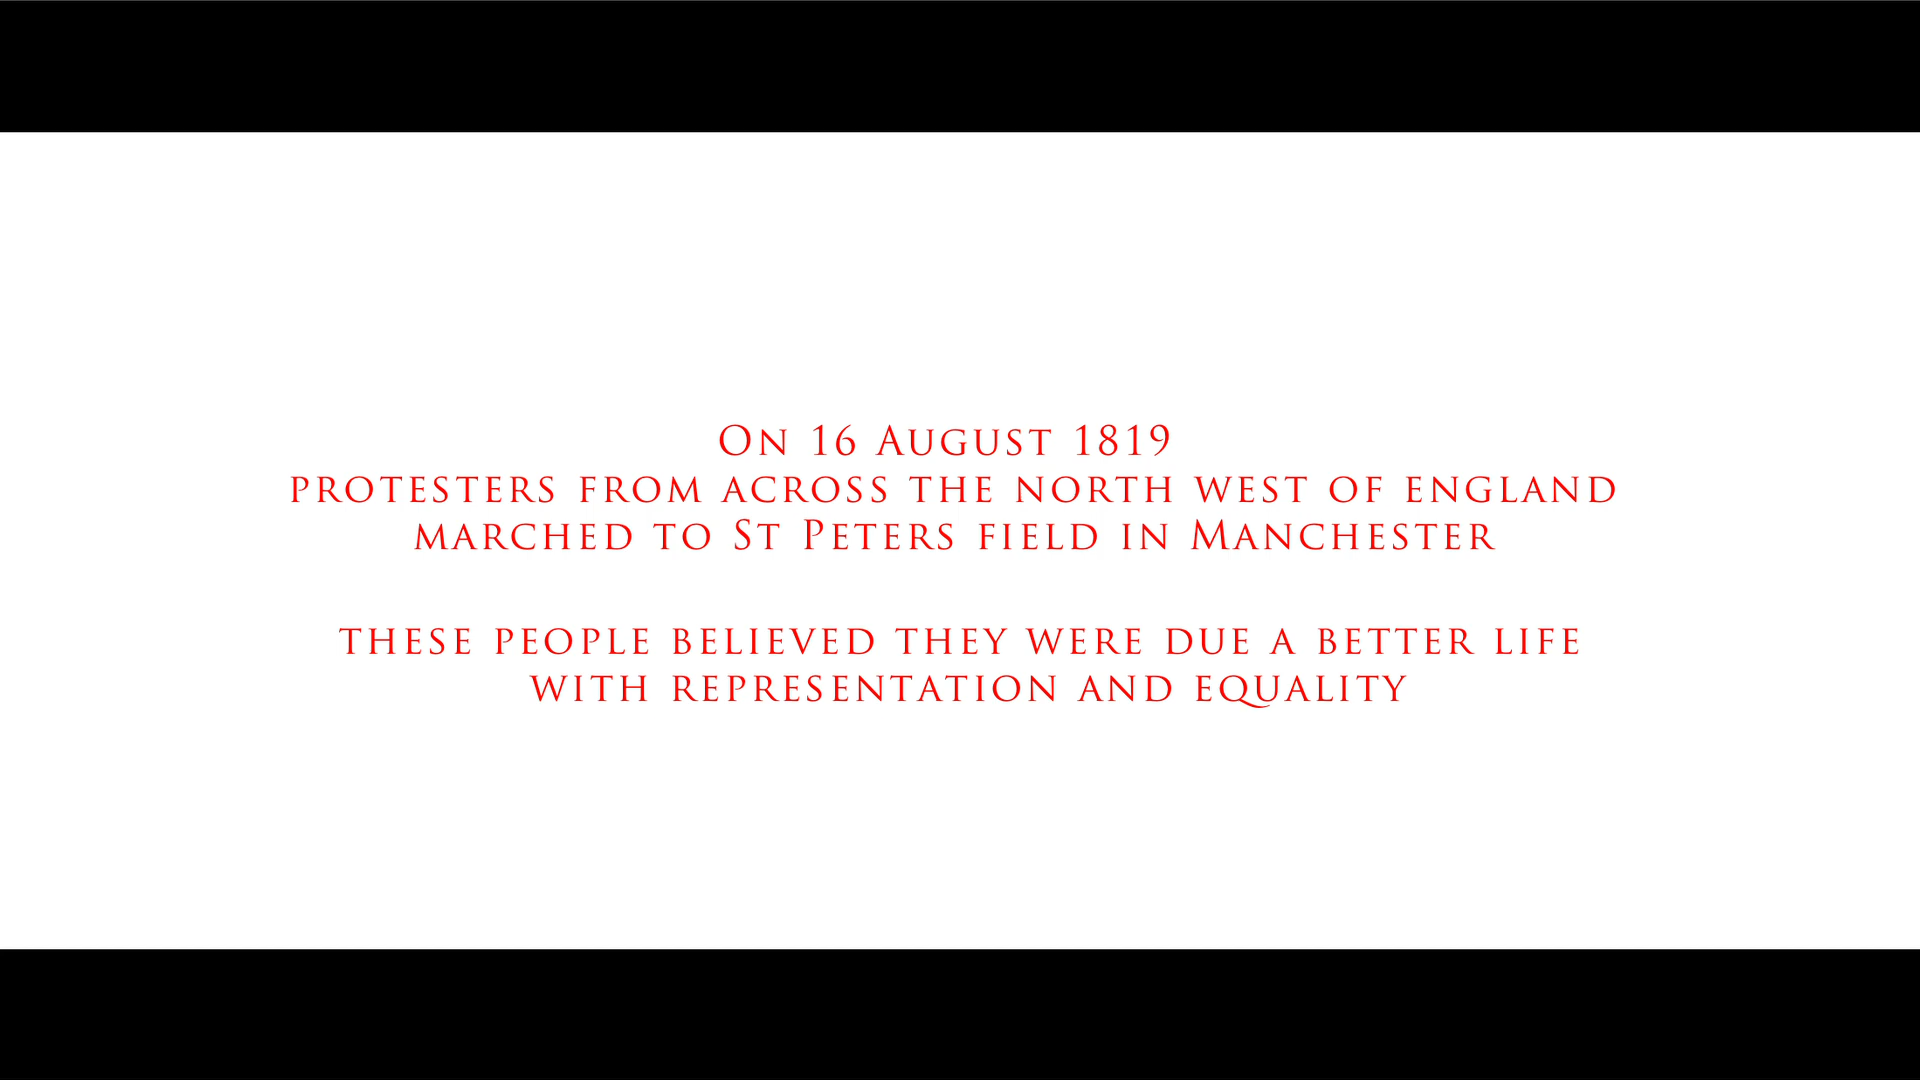 On 16 August 1819
protesters from across the north west of england
marched to St Peters field in Manchester
these people believed they were due a better life
with representation and equality